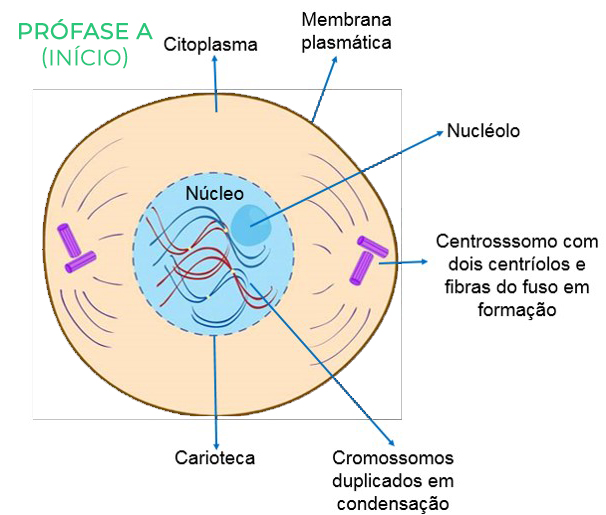 PRÓFASE A
(INÍCIO)
Citoplasma
Membrana
plasmática
Nucléolo
Núcleo
Centrosssomo com
dois centríolos e
fibras do fuso em
formação
Carioteca
Cromossomos
duplicados em
condensação